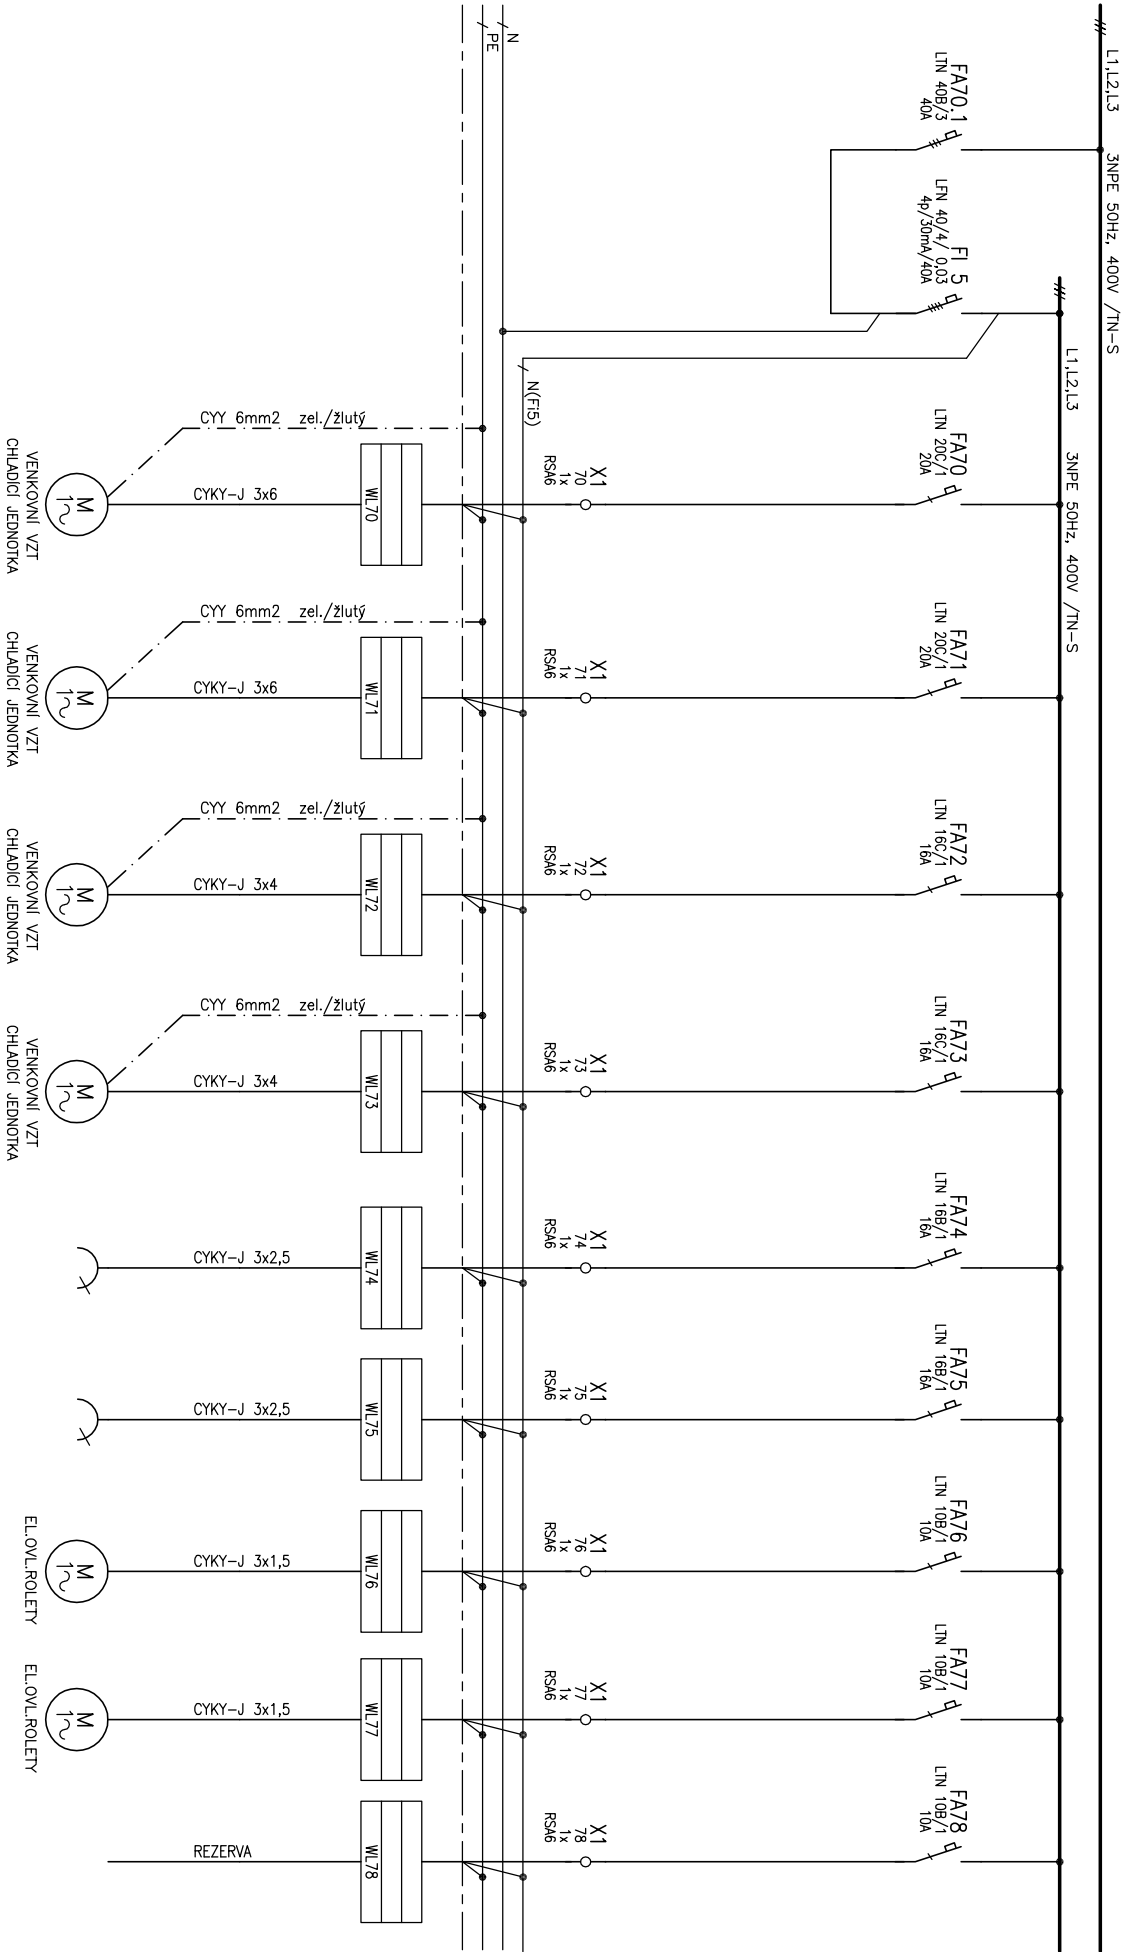 L1,L2,L3   3NPE 50Hz, 400V /TN-S
L1,L2,L3   3NPE 50Hz, 400V /TN-S
FA70.1
LTN 40B/3
40A
FI 5
LFN 40/4/ 0,03
4p/30mA/40A
FA70
LTN 20C/1
20A
FA71
LTN 20C/1
20A
FA72
LTN 16C/1
16A
FA73
LTN 16C/1
16A
FA74
LTN 16B/1
16A
FA75
LTN 16B/1
16A
FA76
LTN 10B/1
10A
FA77
LTN 10B/1
10A
FA78
LTN 10B/1
10A
X1
70
1x
RSA6
X1
71
1x
RSA6
X1
72
1x
RSA6
X1
73
1x
RSA6
X1
74
1x
RSA6
X1
75
1x
RSA6
X1
76
1x
RSA6
X1
77
1x
RSA6
X1
78
1x
RSA6
N
PE
N(Fi5)
WL70
WL71
WL72
WL73
WL74
WL75
WL76
WL77
WL78
CYY 6mm2   zel./žlutý
CYKY-J 3x6
CYY 6mm2   zel./žlutý
CYKY-J 3x6
CYY 6mm2   zel./žlutý
CYKY-J 3x4
CYY 6mm2   zel./žlutý
CYKY-J 3x4
CYKY-J 3x2,5
CYKY-J 3x2,5
CYKY-J 3x1,5
CYKY-J 3x1,5
REZERVA
M
1~
M
1~
M
1~
M
1~
M
1~
M
1~
VENKOVNÍ VZT
CHLADÍCÍ JEDNOTKA
VENKOVNÍ VZT
CHLADÍCÍ JEDNOTKA
VENKOVNÍ VZT
CHLADÍCÍ JEDNOTKA
VENKOVNÍ VZT
CHLADÍCÍ JEDNOTKA
EL.OVL.ROLETY
EL.OVL.ROLETY